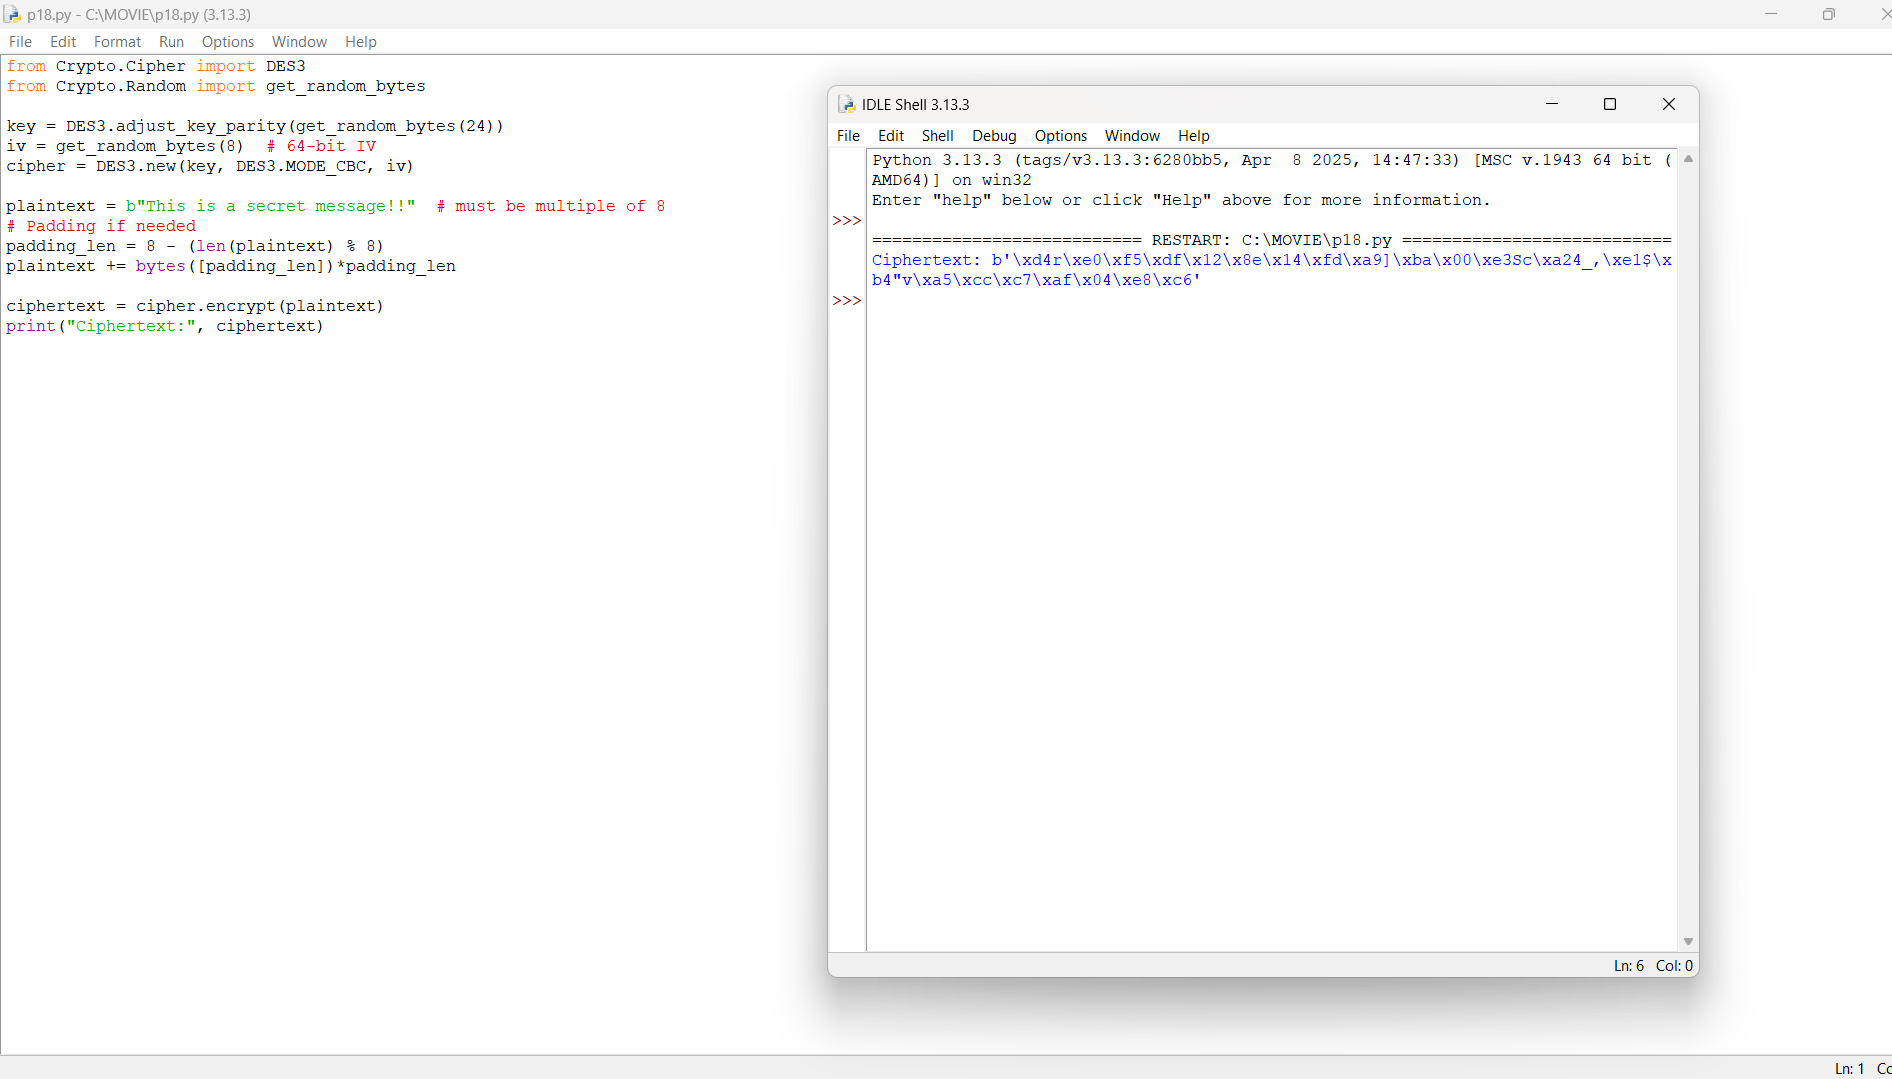 p18.py - C:\MOVIE\p18.py (3.13.3)
File Edit Format Run Options Window Help
from Crypto.Cipher import DES3
from Crypto.Random import get_random_bytes
key = DES3.adjust_key_parity(get_random_bytes(24))
iv = get_random_bytes(8)  # 64-bit IV
cipher = DES3.new(key, DES3.MODE_CBC, iv)
plaintext = b"This is a secret message!!"  # must be multiple of 8
# Padding if needed
padding_len = 8 - (len(plaintext) % 8)
plaintext += bytes([padding_len])*padding_len
ciphertext = cipher.encrypt(plaintext)
print("Ciphertext:", ciphertext)
IDLE Shell 3.13.3
File Edit Shell Debug Options Window Help
Python 3.13.3 (tags/v3.13.3:6280bb5, Apr  8 2025, 14:47:33) [MSC v.1943 64 bit (
AMD64)] on win32
Enter "help" below or click "Help" above for more information.
>>>
=========================== RESTART: C:\MOVIE\p18.py ===========================
Ciphertext: b'\xd4r\xe0\xf5\xdf\x12\x8e\x14\xfd\xa9]\xba\x00\xe3Sc\xa24_,\xe1$\x
b4"v\xa5\xcc\xc7\xaf\x04\xe8\xc6'
>>>
Ln: 6 Col: 0
Ln: 1 Co